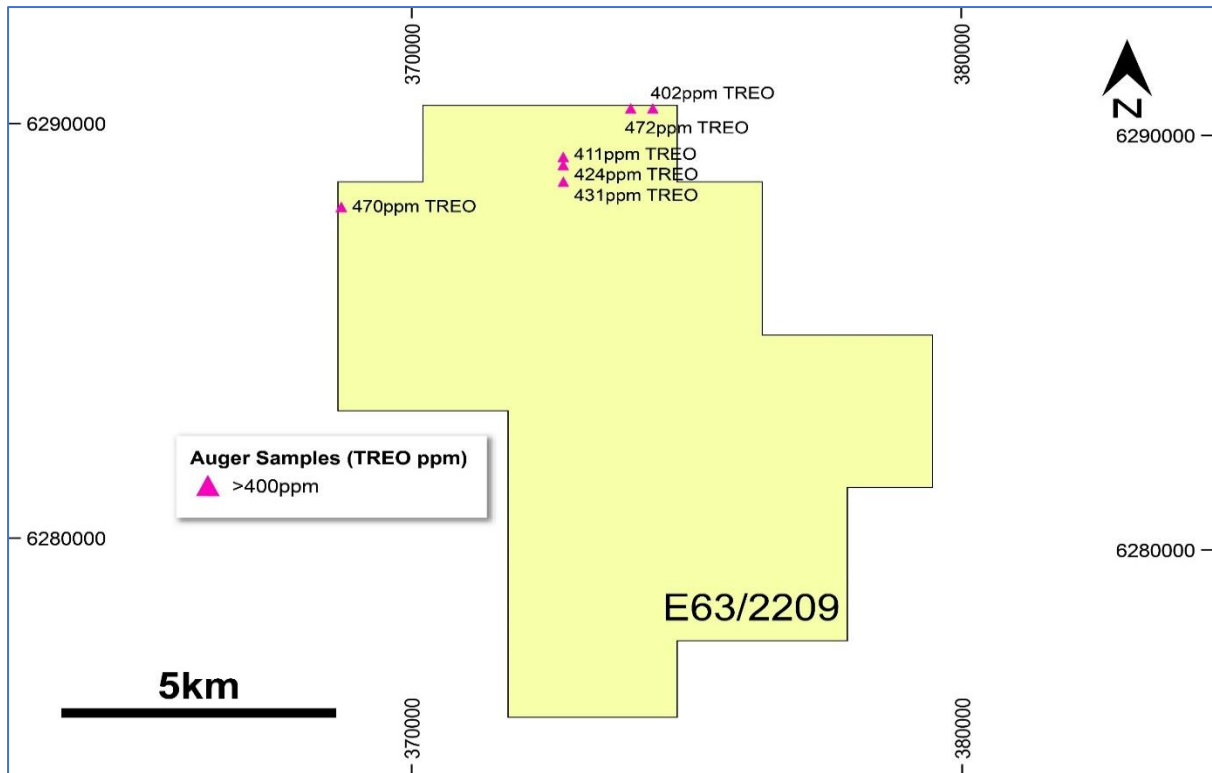 370000
380000
402ppm TREO
6290000
472ppm TREO
6290000
411ppm TREO
424ppm TREO
431ppm TREO
470ppm TREO
N
Auger Samples (TREO ppm)
>400ppm
6280000
6280000
E63/2209
5km
370000
380000